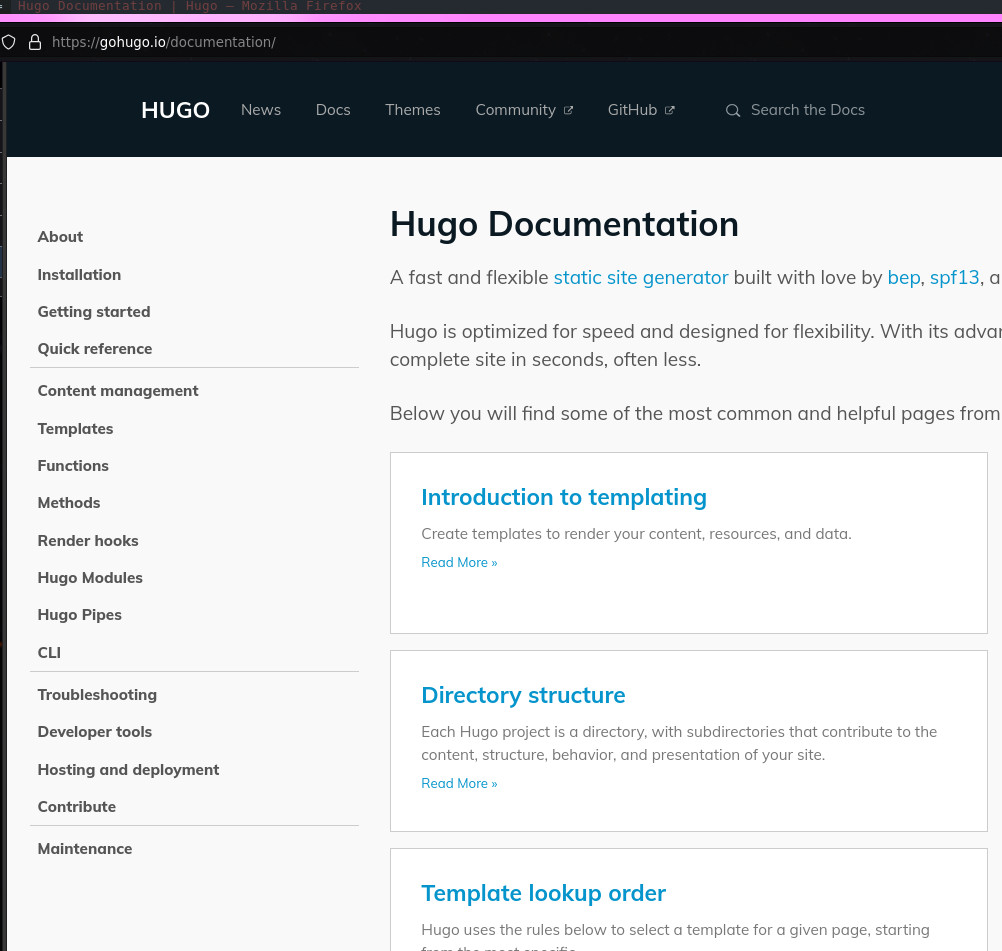 Hugo Documentation | Hugo — Mozilla Firefox
https://gohugo.io/documentation/
HUGO News Docs Themes Community GitHub Search the Docs
About
Installation
Getting started
Quick reference
Content management
Templates
Functions
Methods
Render hooks
Hugo Modules
Hugo Pipes
CLI
Troubleshooting
Developer tools
Hosting and deployment
Contribute
Maintenance
Hugo Documentation
A fast and flexible static site generator built with love by bep, spf13, a
Hugo is optimized for speed and designed for flexibility. With its advan
complete site in seconds, often less.
Below you will find some of the most common and helpful pages from
Introduction to templating
Create templates to render your content, resources, and data.
Read More »
Directory structure
Each Hugo project is a directory, with subdirectories that contribute to the
content, structure, behavior, and presentation of your site.
Read More »
Template lookup order
Hugo uses the rules below to select a template for a given page, starting
from the most specific.